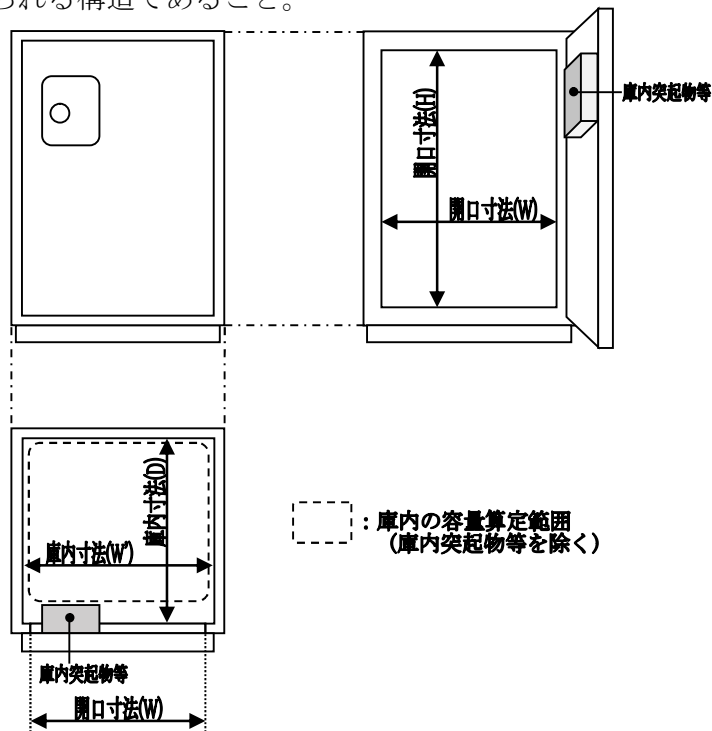 られる構造であること。
庫内突起物等
開口寸法(H)
開口寸法(W)
庫内寸法(D)
庫内寸法(W')
：庫内の容量算定範囲
（庫内突起物等を除く）
庫内突起物等
開口寸法(W)